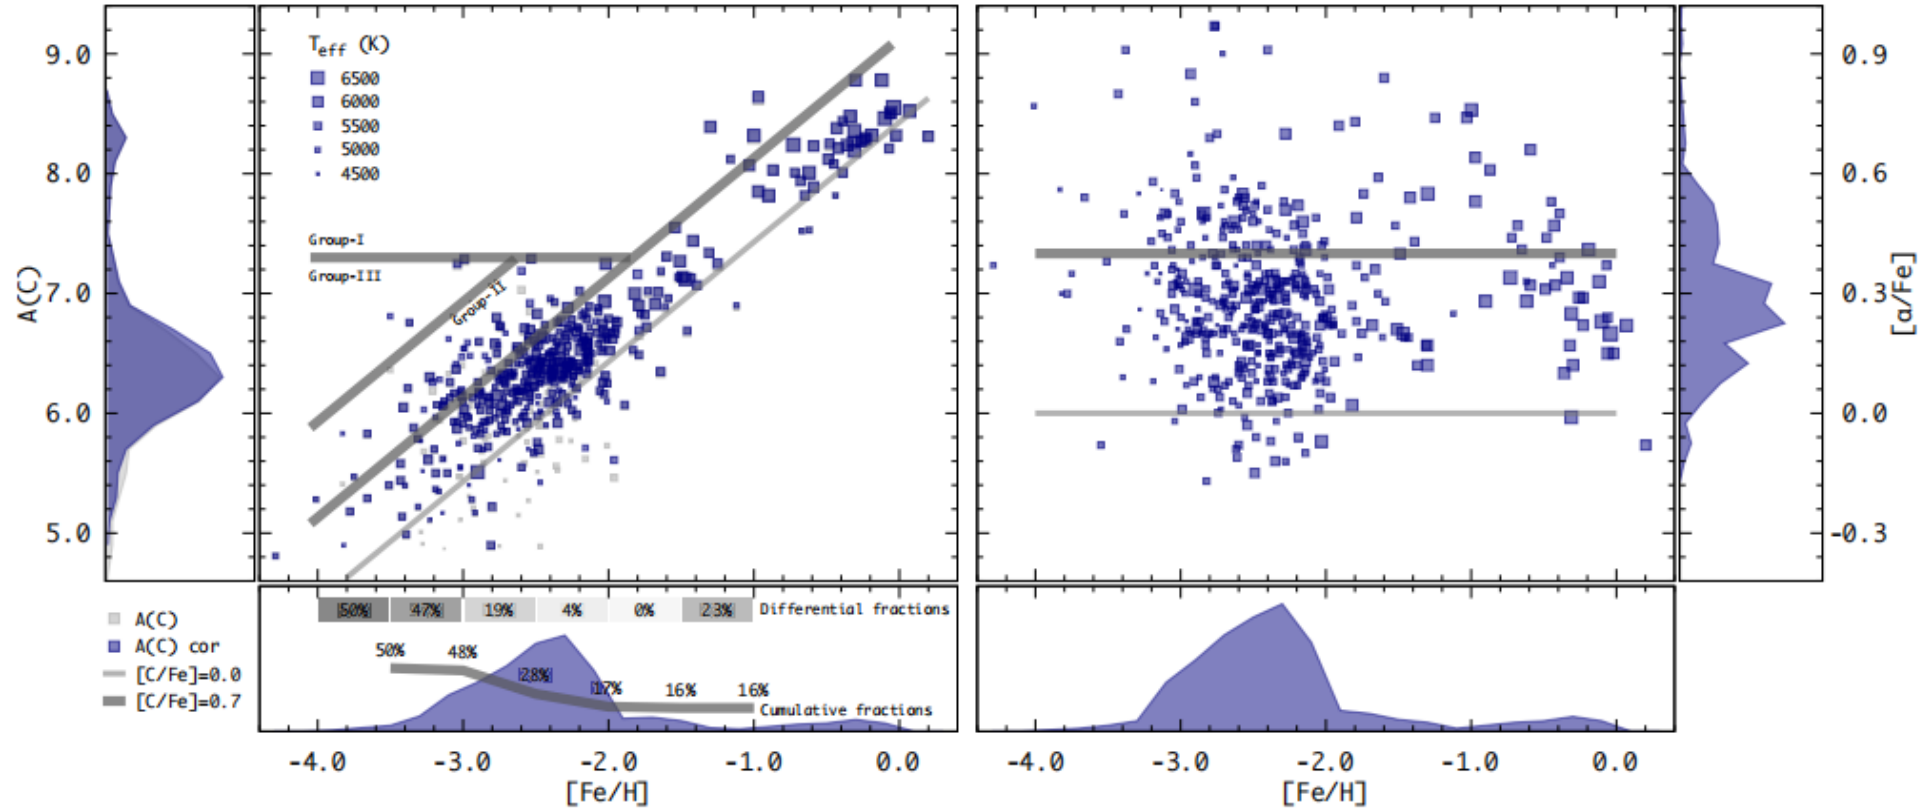 T_eff (K)
6500
6000
5500
5000
4500
Group-I
Group-III
Group-II
9.0
8.0
7.0
6.0
5.0
A(C)
0.9
0.6
0.3
0.0
-0.3
[α/Fe]
A(C)
A(C) cor
[C/Fe]=0.0
[C/Fe]=0.7
50% 47% 19% 4% 0% 23% Differential fractions
50% 48% 28% 17% 16% 16%
Cumulative fractions
-4.0 -3.0 -2.0 -1.0 0.0
[Fe/H]
-4.0 -3.0 -2.0 -1.0 0.0
[Fe/H]